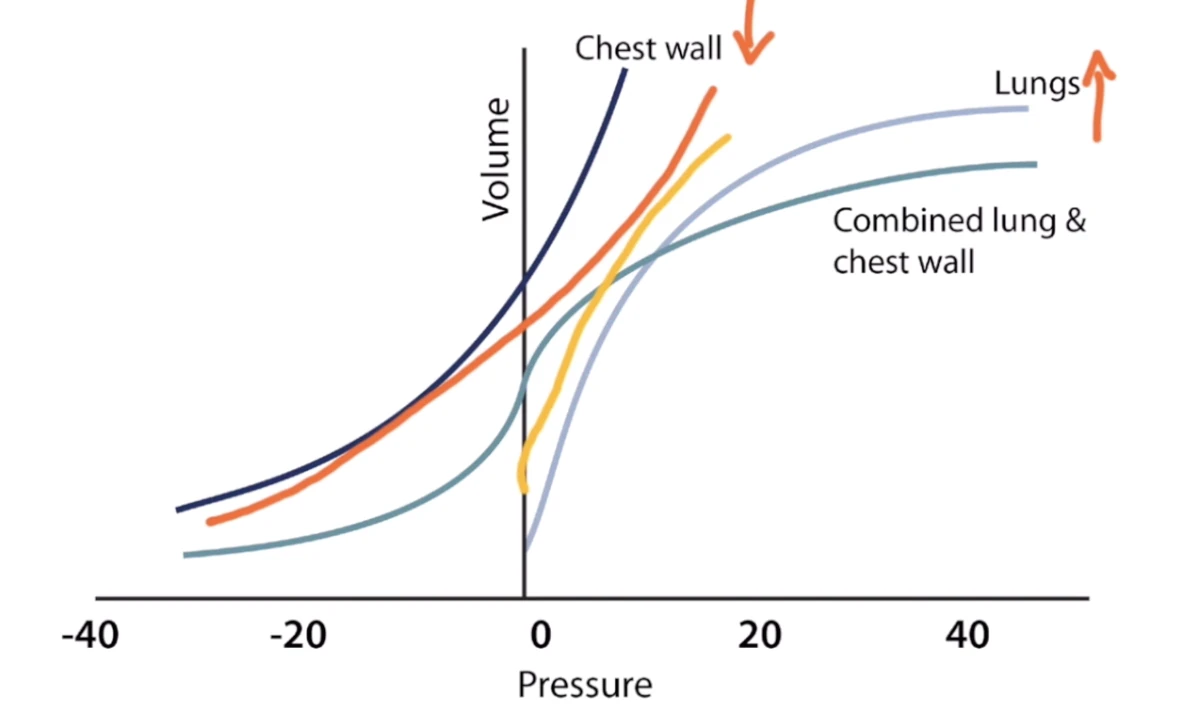 Chest wall
Lungs
Volume
Combined lung &
chest wall
-40 -20 0 20 40
Pressure